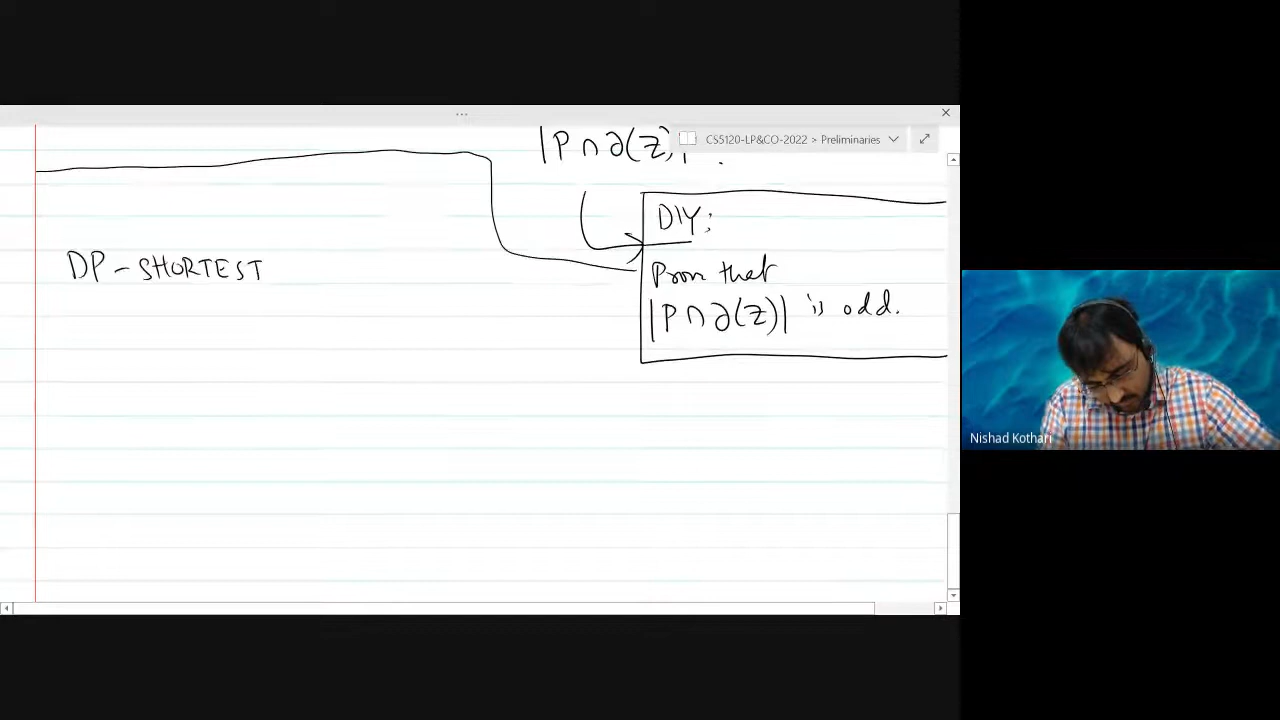 CS5120-LP&CO-2022 > Preliminaries
|P ∩ ∂(Z)|
DIY:
DP - SHORTEST
Prove that
|P ∩ ∂(Z)| is odd.
Nishad Kothari